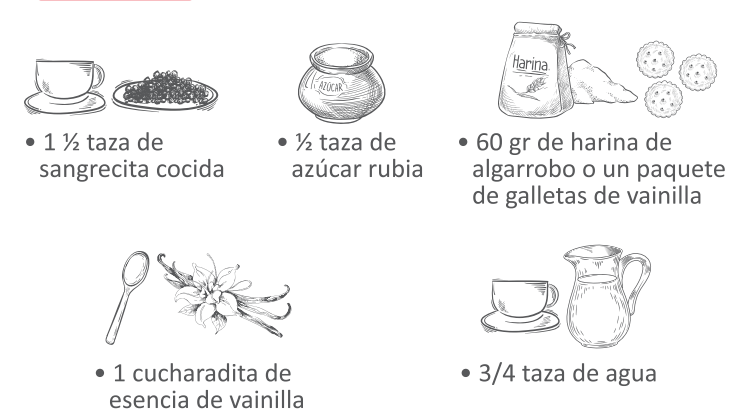 AZÚCAR
Harina
• 1 ½ taza de
sangrecita cocida
• ½ taza de
azúcar rubia
• 60 gr de harina de
algarrobo o un paquete
de galletas de vainilla
• 1 cucharadita de
esencia de vainilla
• 3/4 taza de agua